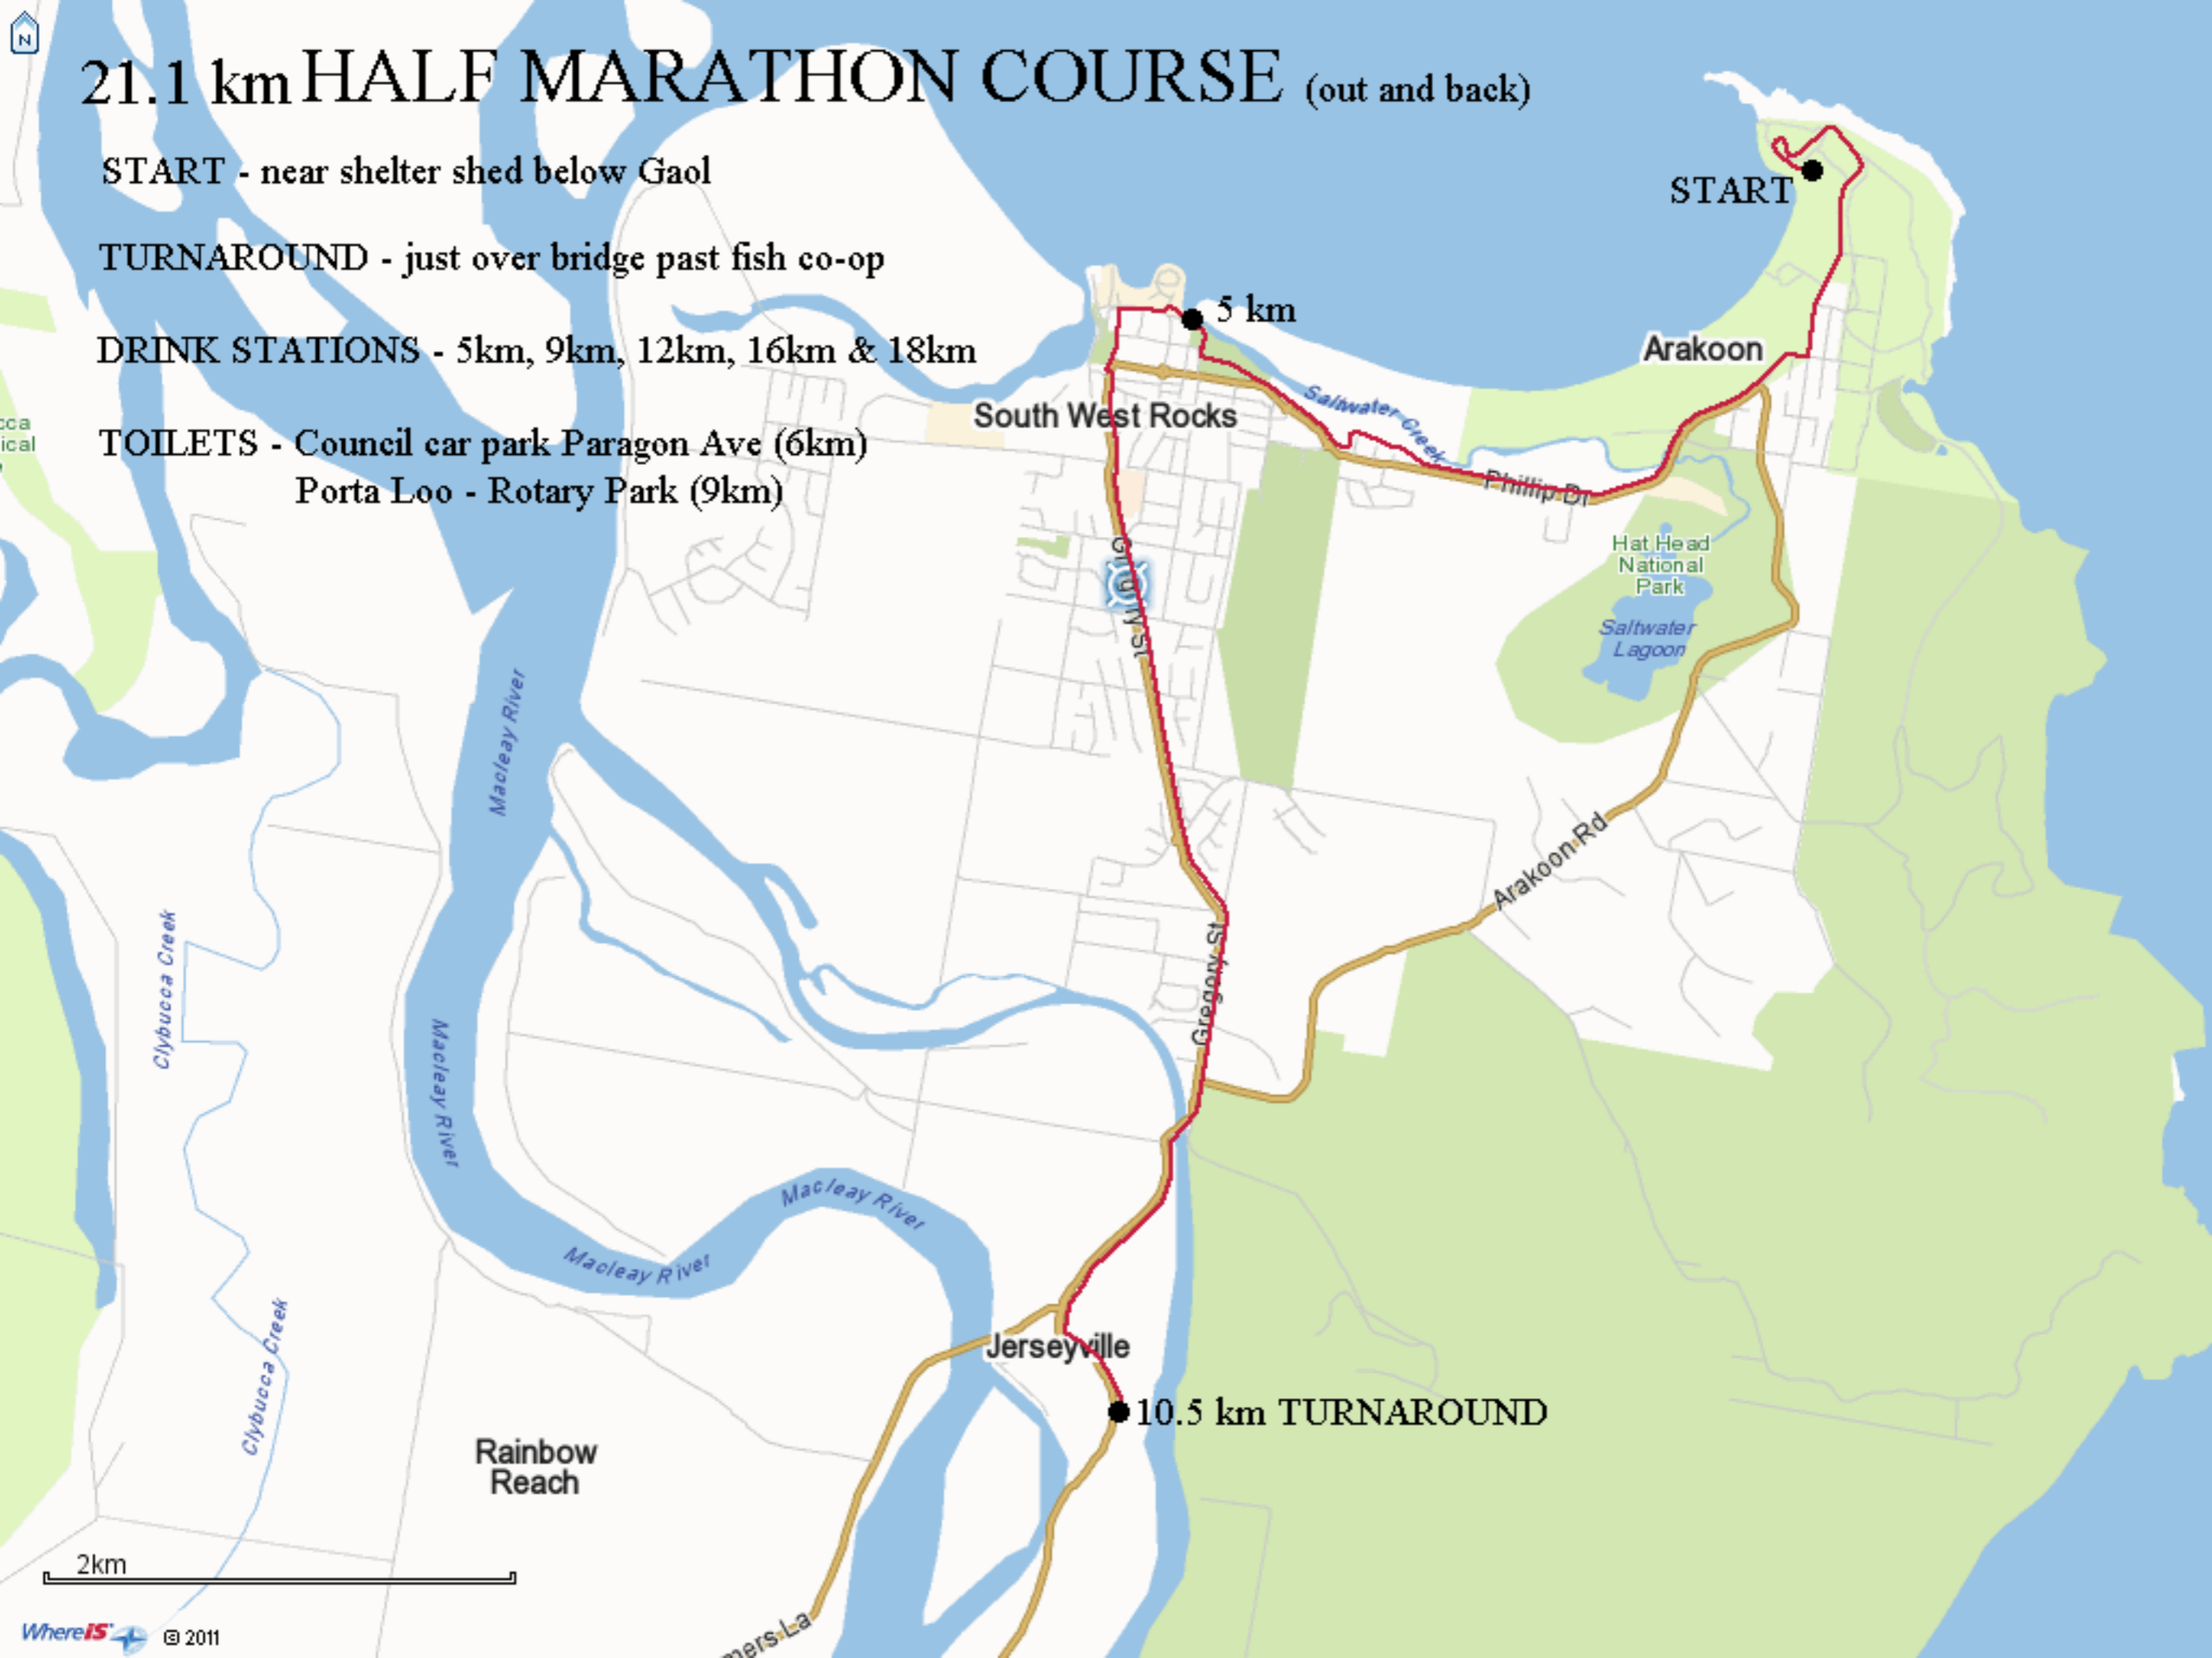 N
21.1 km HALF MARATHON COURSE (out and back)
START - near shelter shed below Gaol
START
TURNAROUND - just over bridge past fish co-op
5 km
DRINK STATIONS - 5km, 9km, 12km, 16km & 18km
Arakoon
Saltwater Creek
South West Rocks
TOILETS - Council car park Paragon Ave (6km)
cca
ical
Porta Loo - Rotary Park (9km)
Phillip Dr
Hat Head
National
Park
Gregory St
Saltwater
Lagoon
Macleay River
Arakoon Rd
Clybucca Creek
Gregory St
Macleay River
Macleay River
Macleay River
Clybucca Creek
Jerseyville
10.5 km TURNAROUND
Rainbow
Reach
2km
mers La
WhereiS © 2011